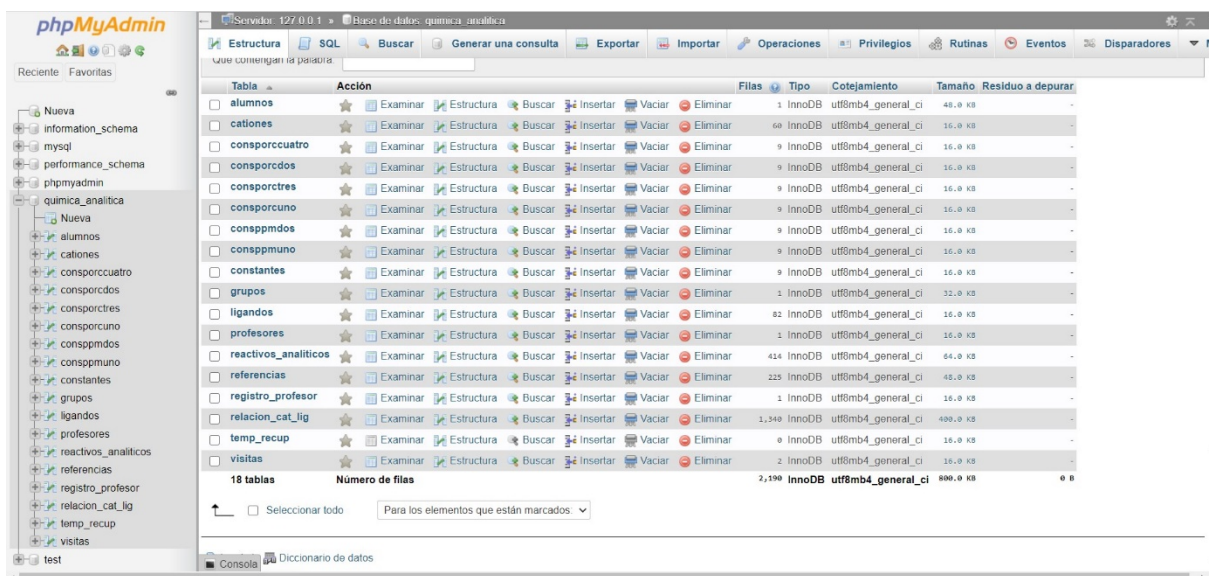 phpMyAdmin
Reciente Favoritas
Nueva
information_schema
mysql
performance_schema
phpmyadmin
quimica_analitica
Nueva
alumnos
cationes
consporccuatro
consporcdos
consporctres
consporcuno
consppmdos
consppmuno
constantes
grupos
ligandos
profesores
reactivos_analiticos
referencias
registro_profesor
relacion_cat_lig
temp_recup
visitas
test
Servidor: 127.0.0.1 » Base de datos: quimica_analitica
Estructura SQL Buscar Generar una consulta Exportar Importar Operaciones Privilegios Rutinas Eventos Disparadores
Que contengan la palabra:
Tabla Acción Filas Tipo Cotejamiento Tamaño Residuo a depurar
alumnos Examinar Estructura Buscar Insertar Vaciar Eliminar 1 InnoDB utf8mb4_general_ci 48.0 KB -
cationes Examinar Estructura Buscar Insertar Vaciar Eliminar 60 InnoDB utf8mb4_general_ci 16.0 KB -
consporccuatro Examinar Estructura Buscar Insertar Vaciar Eliminar 9 InnoDB utf8mb4_general_ci 16.0 KB -
consporcdos Examinar Estructura Buscar Insertar Vaciar Eliminar 9 InnoDB utf8mb4_general_ci 16.0 KB -
consporctres Examinar Estructura Buscar Insertar Vaciar Eliminar 9 InnoDB utf8mb4_general_ci 16.0 KB -
consporcuno Examinar Estructura Buscar Insertar Vaciar Eliminar 9 InnoDB utf8mb4_general_ci 16.0 KB -
consppmdos Examinar Estructura Buscar Insertar Vaciar Eliminar 9 InnoDB utf8mb4_general_ci 16.0 KB -
consppmuno Examinar Estructura Buscar Insertar Vaciar Eliminar 9 InnoDB utf8mb4_general_ci 16.0 KB -
constantes Examinar Estructura Buscar Insertar Vaciar Eliminar 9 InnoDB utf8mb4_general_ci 16.0 KB -
grupos Examinar Estructura Buscar Insertar Vaciar Eliminar 1 InnoDB utf8mb4_general_ci 32.0 KB -
ligandos Examinar Estructura Buscar Insertar Vaciar Eliminar 82 InnoDB utf8mb4_general_ci 16.0 KB -
profesores Examinar Estructura Buscar Insertar Vaciar Eliminar 1 InnoDB utf8mb4_general_ci 16.0 KB -
reactivos_analiticos Examinar Estructura Buscar Insertar Vaciar Eliminar 414 InnoDB utf8mb4_general_ci 64.0 KB -
referencias Examinar Estructura Buscar Insertar Vaciar Eliminar 225 InnoDB utf8mb4_general_ci 48.0 KB -
registro_profesor Examinar Estructura Buscar Insertar Vaciar Eliminar 1 InnoDB utf8mb4_general_ci 16.0 KB -
relacion_cat_lig Examinar Estructura Buscar Insertar Vaciar Eliminar 1,340 InnoDB utf8mb4_general_ci 400.0 KB -
temp_recup Examinar Estructura Buscar Insertar Vaciar Eliminar 0 InnoDB utf8mb4_general_ci 16.0 KB -
visitas Examinar Estructura Buscar Insertar Vaciar Eliminar 2 InnoDB utf8mb4_general_ci 16.0 KB -
18 tablas Número de filas 2,190 InnoDB utf8mb4_general_ci 800.0 KB 0 B
Seleccionar todo Para los elementos que están marcados:
Diccionario de datos
Consola